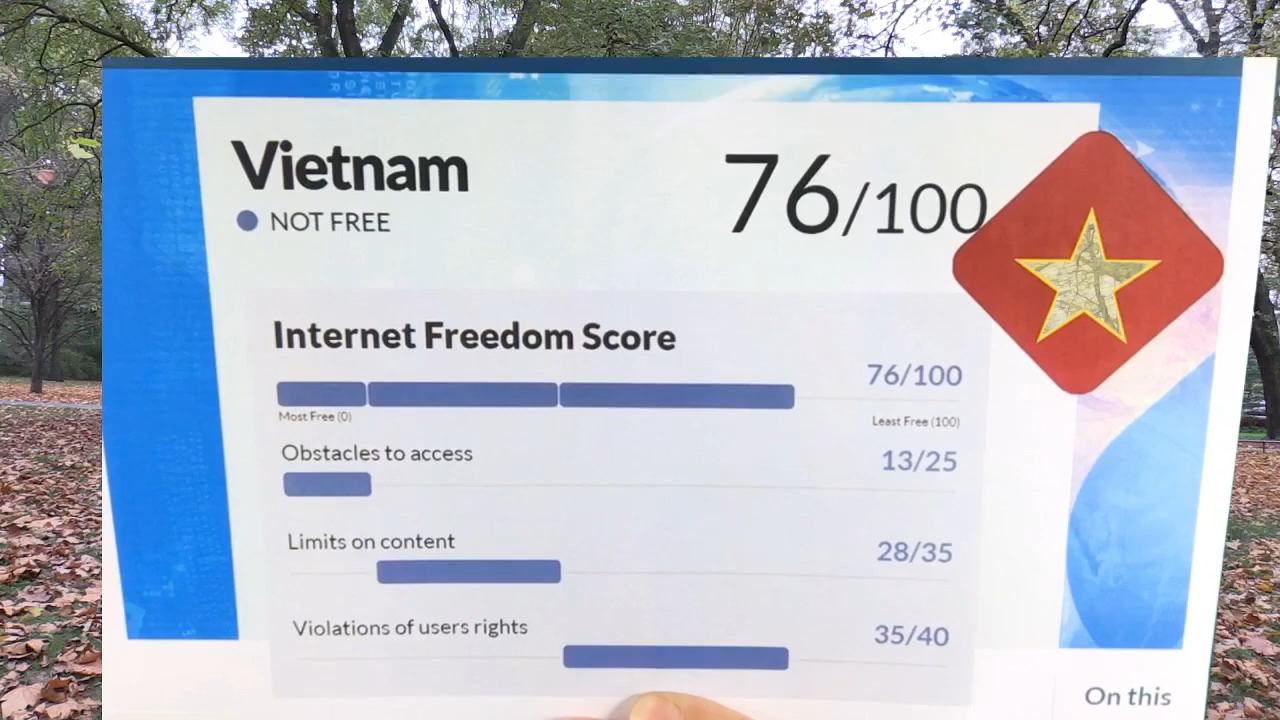 Vietnam
NOT FREE
76/100
Internet Freedom Score
76/100
Most Free (0)
Least Free (100)
Obstacles to access
13/25
Limits on content
28/35
Violations of users rights
35/40
On this